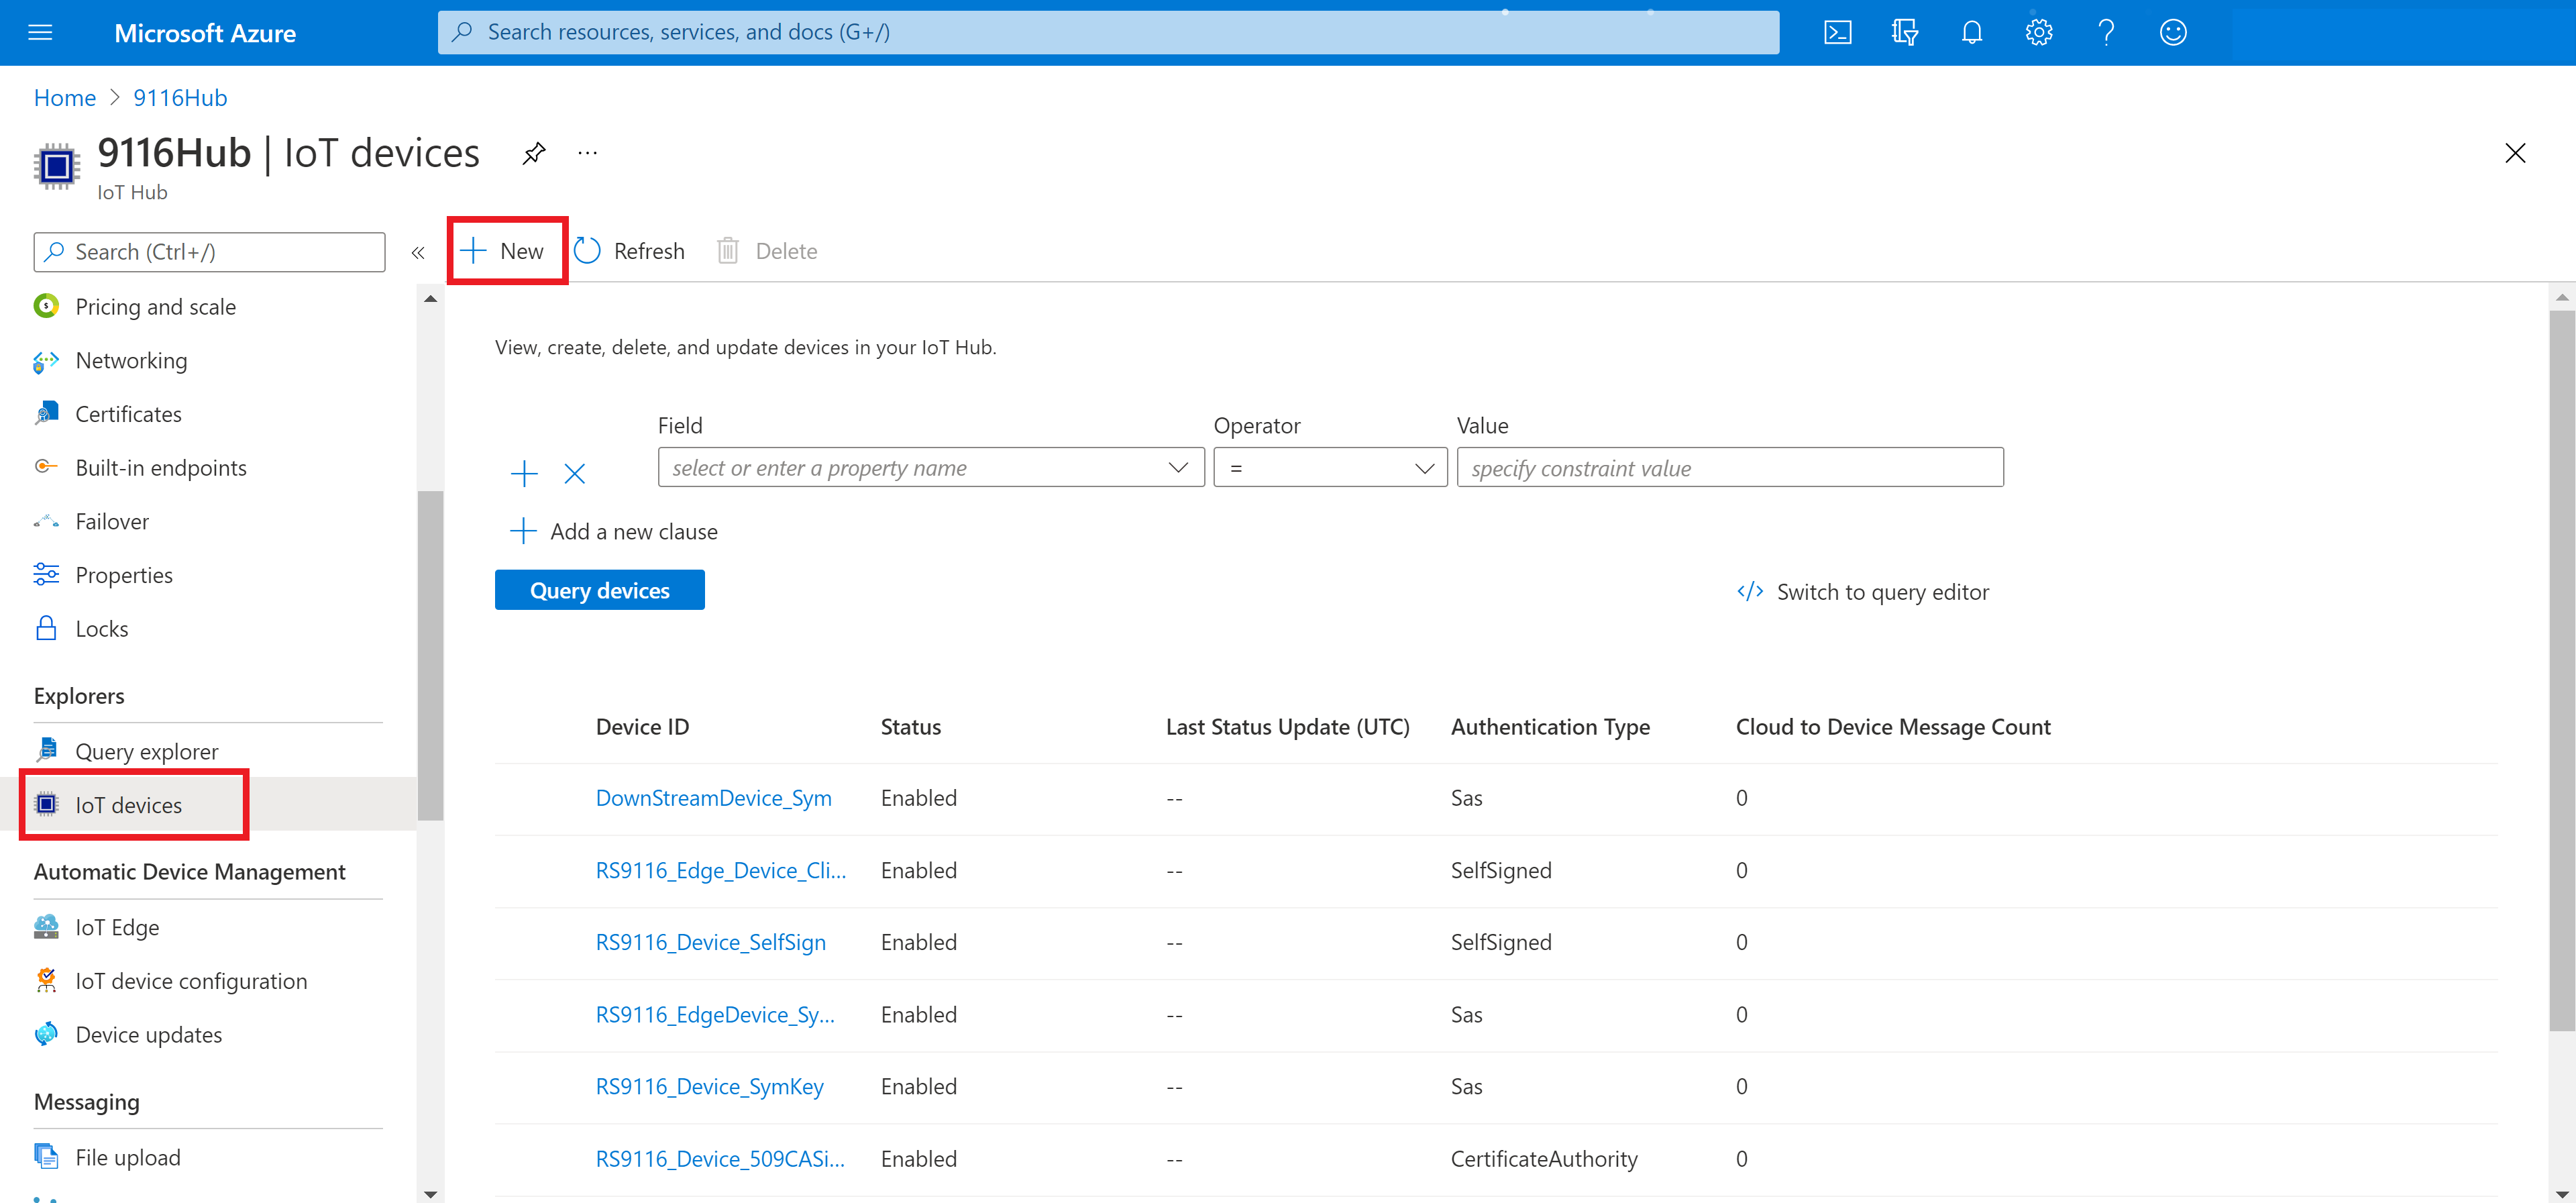 Microsoft Azure
Search resources, services, and docs (G+/)
Home > 9116Hub
9116Hub | IoT devices
IoT Hub
Search (Ctrl+/)
«
New
Refresh
Delete
Pricing and scale
Networking
Certificates
Built-in endpoints
Failover
Properties
Locks
Explorers
Query explorer
IoT devices
Automatic Device Management
IoT Edge
IoT device configuration
Device updates
Messaging
File upload
View, create, delete, and update devices in your IoT Hub.
Field Operator Value
select or enter a property name = specify constraint value
Add a new clause
Query devices
</> Switch to query editor
Device ID Status Last Status Update (UTC) Authentication Type Cloud to Device Message Count
DownStreamDevice_Sym Enabled -- Sas 0
RS9116_Edge_Device_Cli... Enabled -- SelfSigned 0
RS9116_Device_SelfSign Enabled -- SelfSigned 0
RS9116_EdgeDevice_Sy... Enabled -- Sas 0
RS9116_Device_SymKey Enabled -- Sas 0
RS9116_Device_509CASi... Enabled -- CertificateAuthority 0